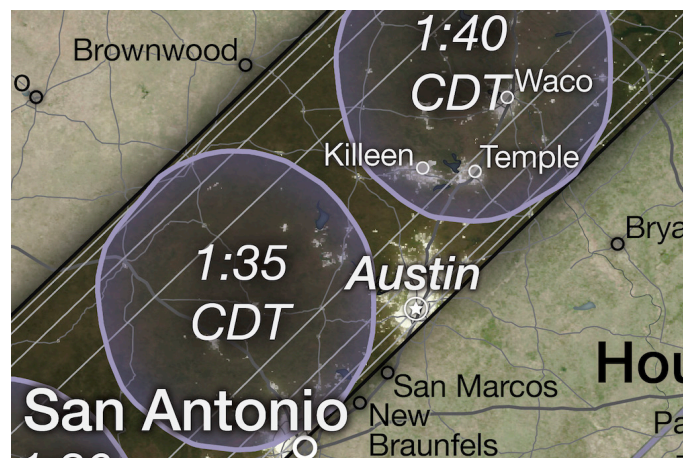 1:40
CDT
Brownwood
o
Waco
Killeen
Temple
Brya
1:35
CDT
Austin
Hou
San Marcos
San Antonio
New
Braunfels
Pa